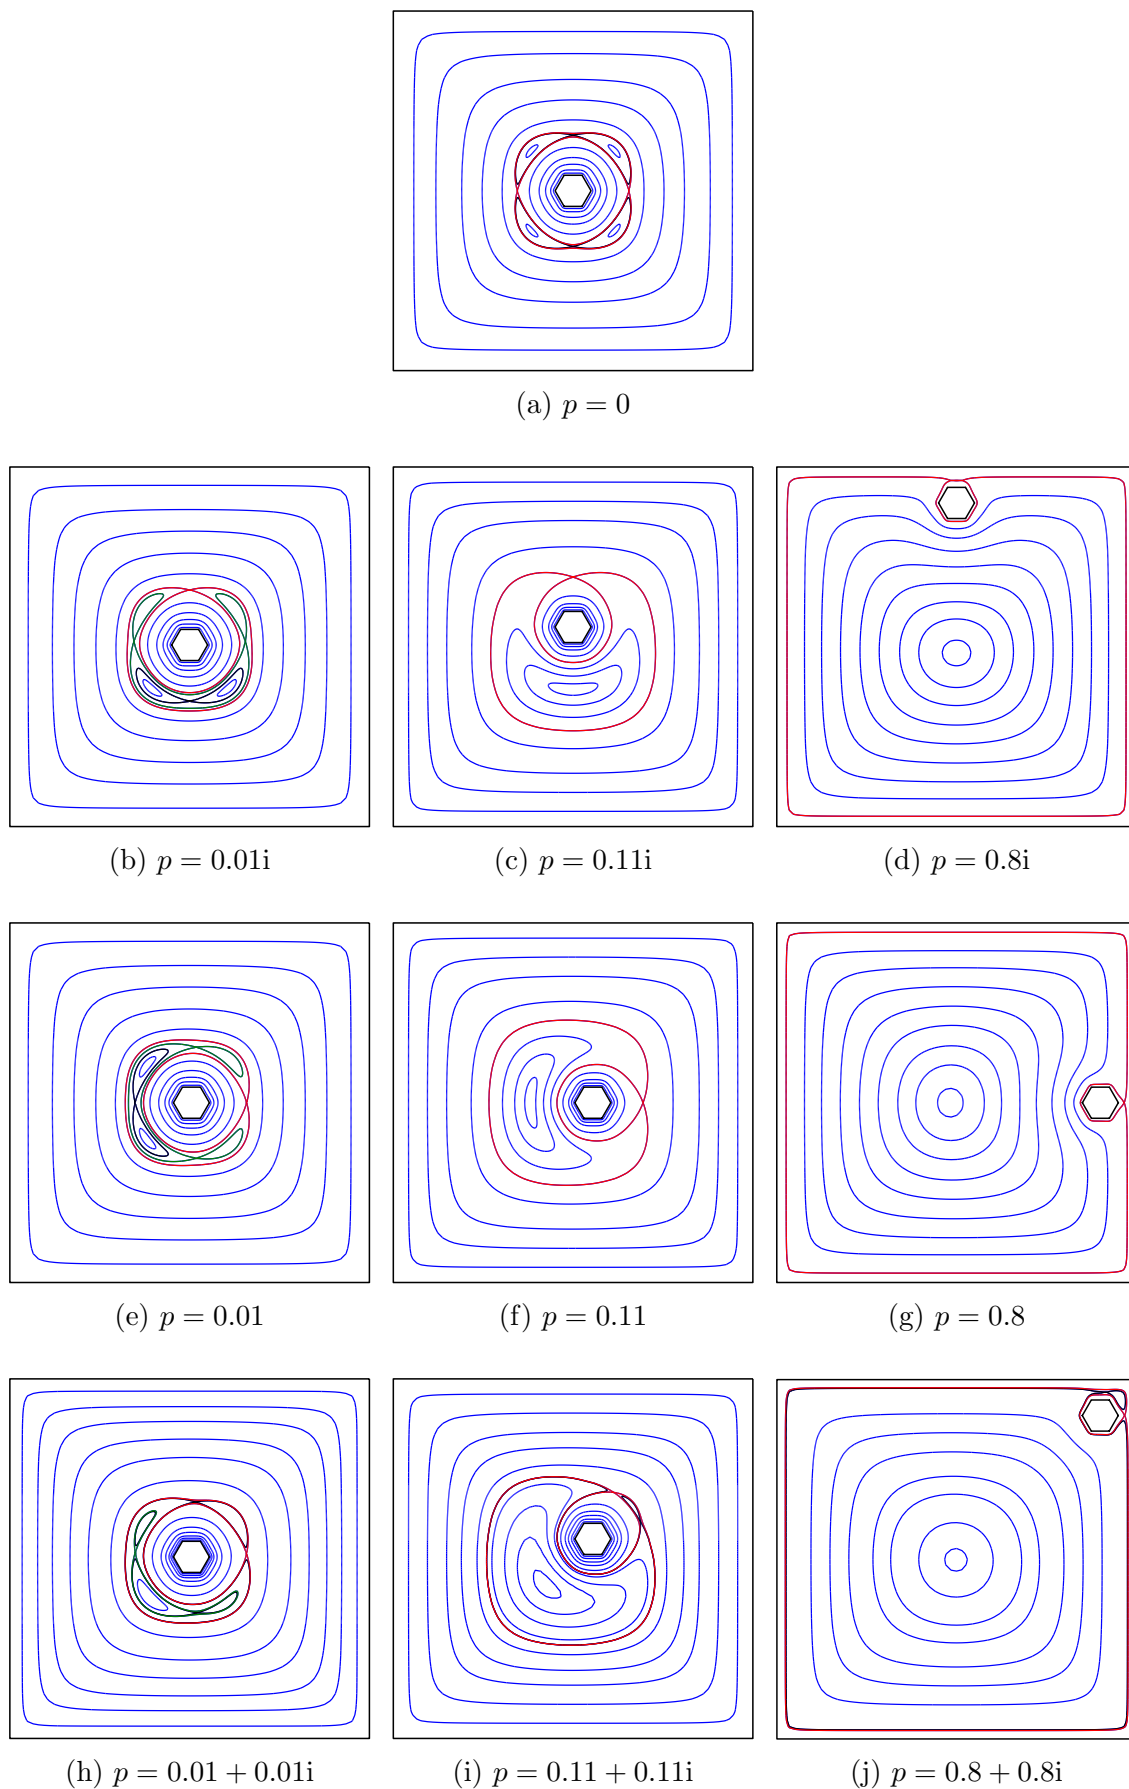 (a) p = 0
(b) p = 0.01i
(c) p = 0.11i
(d) p = 0.8i
(e) p = 0.01
(f) p = 0.11
(g) p = 0.8
(h) p = 0.01 + 0.01i
(i) p = 0.11 + 0.11i
(j) p = 0.8 + 0.8i